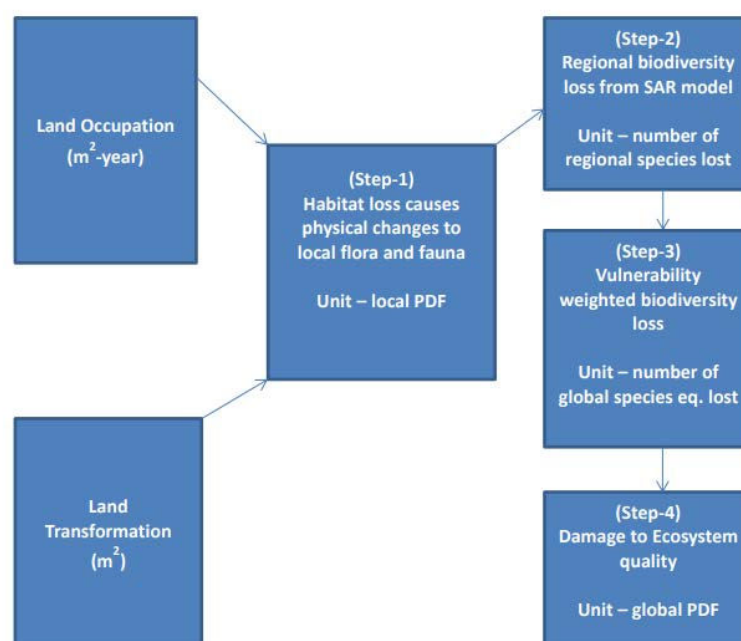 Land Occupation
(m²-year)
Land
Transformation
(m²)
(Step-1)
Habitat loss causes
physical changes to
local flora and fauna
Unit – local PDF
(Step-2)
Regional biodiversity
loss from SAR model
Unit – number of
regional species lost
(Step-3)
Vulnerability
weighted biodiversity
loss
Unit – number of
global species eq. lost
(Step-4)
Damage to Ecosystem
quality
Unit – global PDF